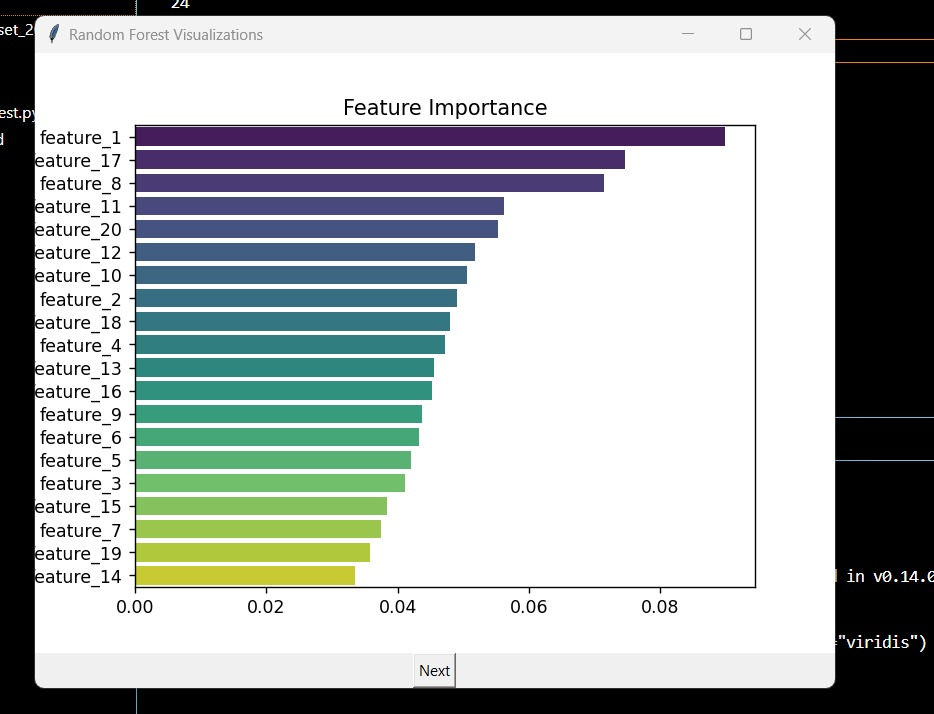 24
set_2
Random Forest Visualizations
Feature Importance
est.py
feature_1
eature_17
feature_8
eature_11
eature_20
eature_12
eature_10
feature_2
eature_18
feature_4
eature_13
eature_16
feature_9
feature_6
feature_5
feature_3
eature_15
feature_7
eature_19
eature_14
in v0.14.0
0.00 0.02 0.04 0.06 0.08
="viridis")
Next